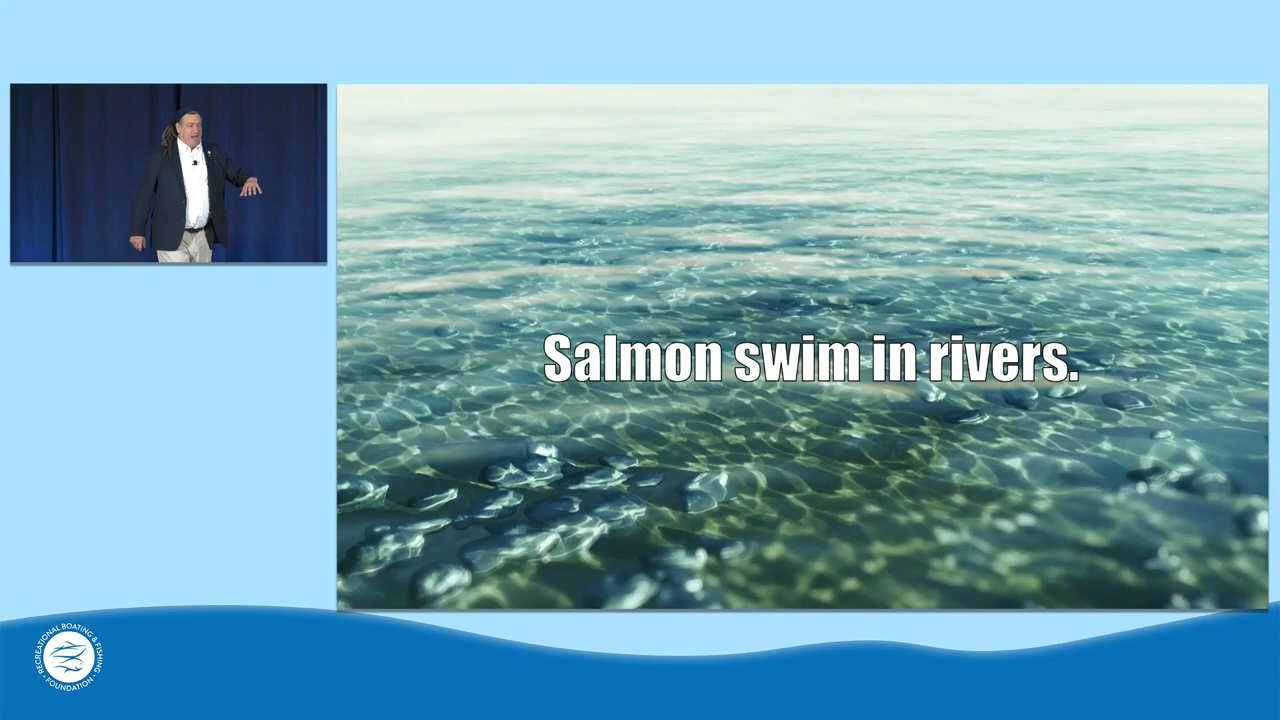 Salmon swim in rivers.
RECREATIONAL BOATING & FISHING
• FOUNDATION •